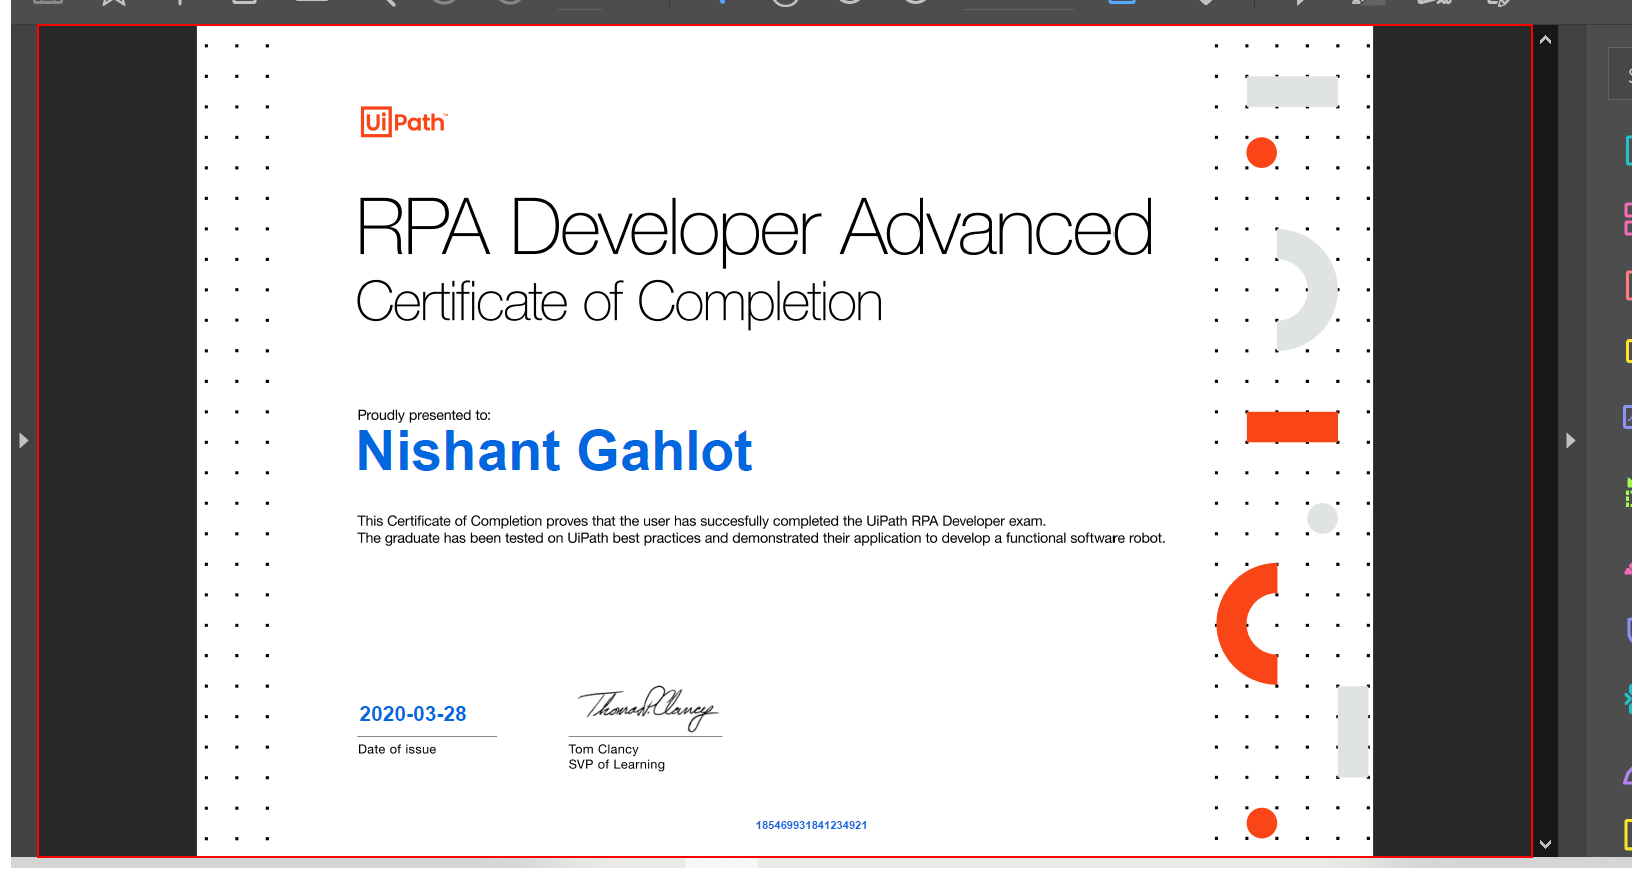 UiPath™
RPA Developer Advanced
Certificate of Completion
Proudly presented to:
Nishant Gahlot
This Certificate of Completion proves that the user has succesfully completed the UiPath RPA Developer exam.
The graduate has been tested on UiPath best practices and demonstrated their application to develop a functional software robot.
2020-03-28
Thomas P. Clancy
Date of issue
Tom Clancy
SVP of Learning
185469931841234921